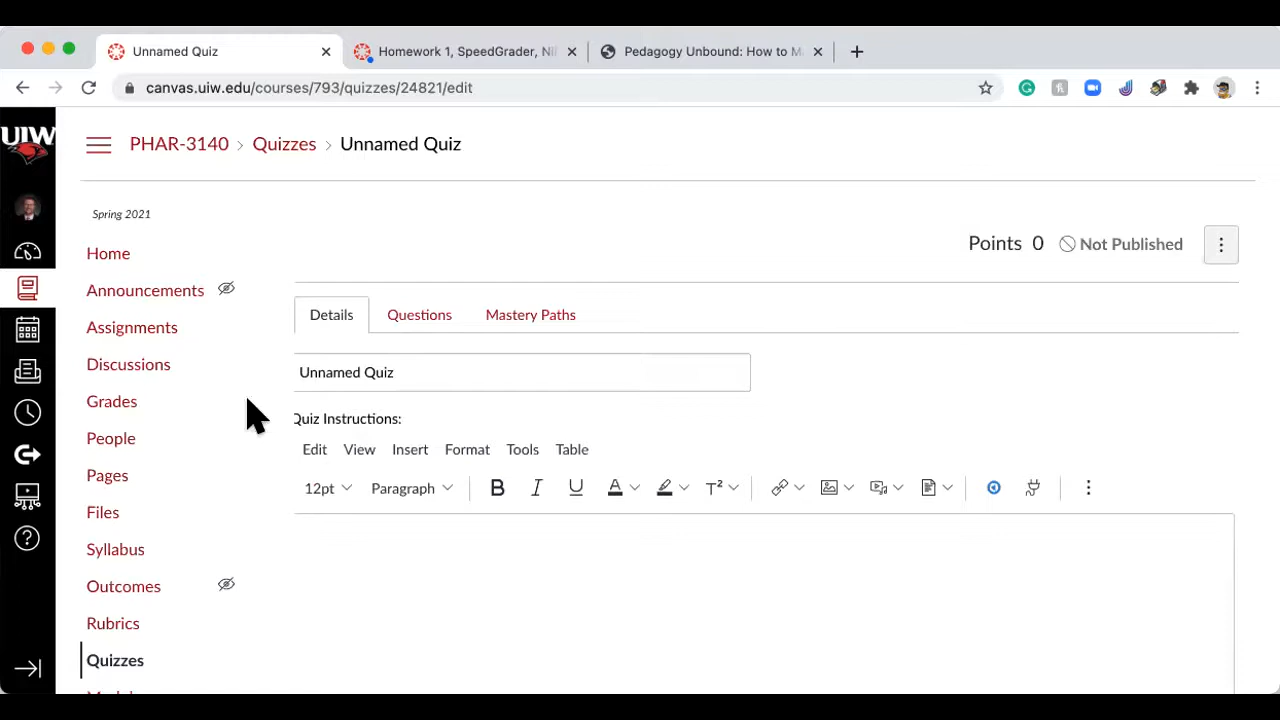 Unnamed Quiz
Homework 1, SpeedGrader, Ni
Pedagogy Unbound: How to M
canvas.uiw.edu/courses/793/quizzes/24821/edit
UIW
PHAR-3140 > Quizzes > Unnamed Quiz
Spring 2021
Points 0 Not Published
Home
Announcements
Assignments
Discussions
Grades
People
Pages
Files
Syllabus
Outcomes
Rubrics
Quizzes
Details Questions Mastery Paths
Unnamed Quiz
Quiz Instructions:
Edit View Insert Format Tools Table
12pt Paragraph B I U A T²